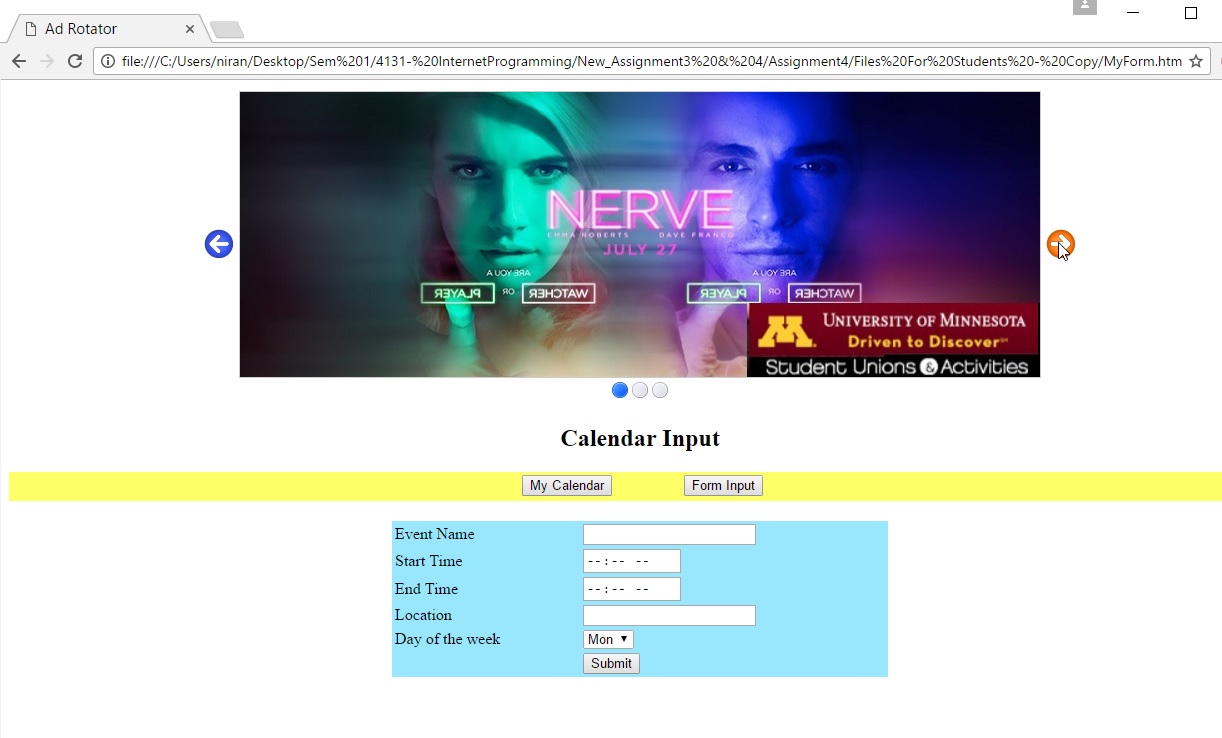 Ad Rotator
file:///C:/Users/niran/Desktop/Sem%201/4131-%20InternetProgramming/New_Assignment3%20&%204/Assignment4/Files%20For%20Students%20-%20Copy/MyForm.htm
NERVE
EMMA ROBERTS DAVE FRANCO
JULY 27
ARE YOU A ARE YOU A
PLAYER OR WATCHER PLAYER OR WATCHER
UNIVERSITY OF MINNESOTA
Driven to Discover℠
Student Unions & Activities
Calendar Input
My Calendar Form Input
Event Name
Start Time --:-- --
End Time --:-- --
Location
Day of the week Mon
Submit